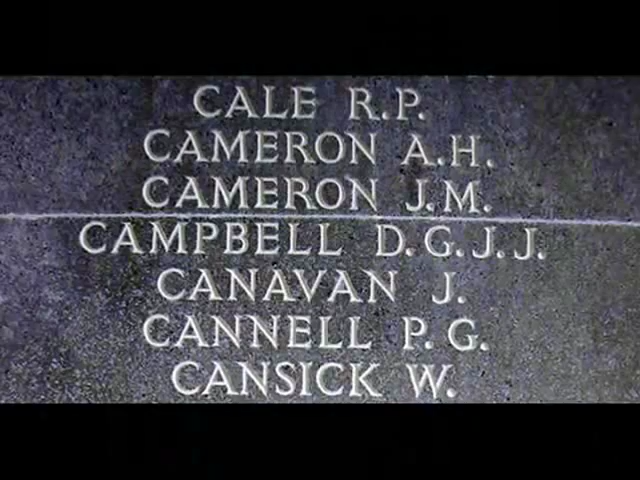 CALE R.P.
CAMERON A.H.
CAMERON J.M.
CAMPBELL D.G.J.J.
CANAVAN J.
CANNELL P.G.
CANSICK W.